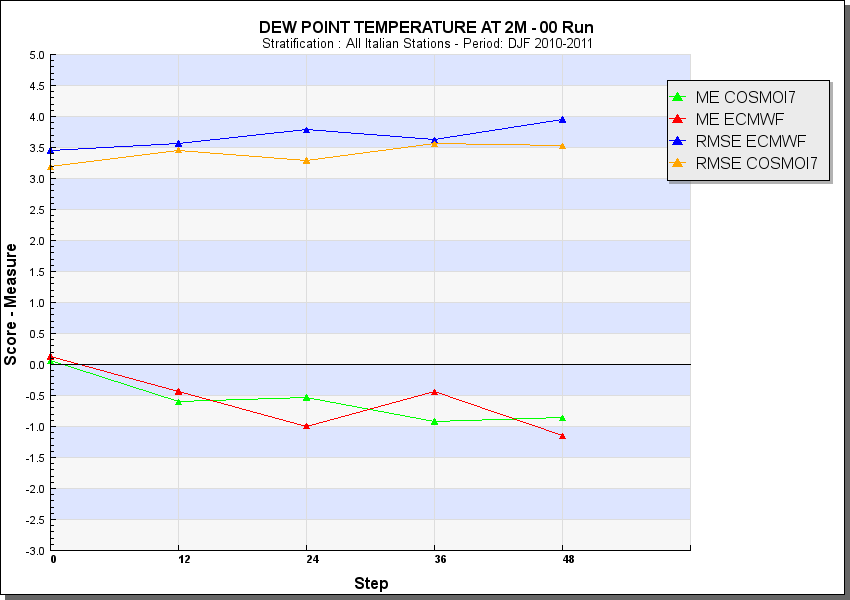 DEW POINT TEMPERATURE AT 2M - 00 Run
Stratification : All Italian Stations - Period: DJF 2010-2011
ME COSMOI7
ME ECMWF
RMSE ECMWF
RMSE COSMOI7
Score - Measure
5.0
4.5
4.0
3.5
3.0
2.5
2.0
1.5
1.0
0.5
0.0
-0.5
-1.0
-1.5
-2.0
-2.5
-3.0
0 12 24 36 48
Step